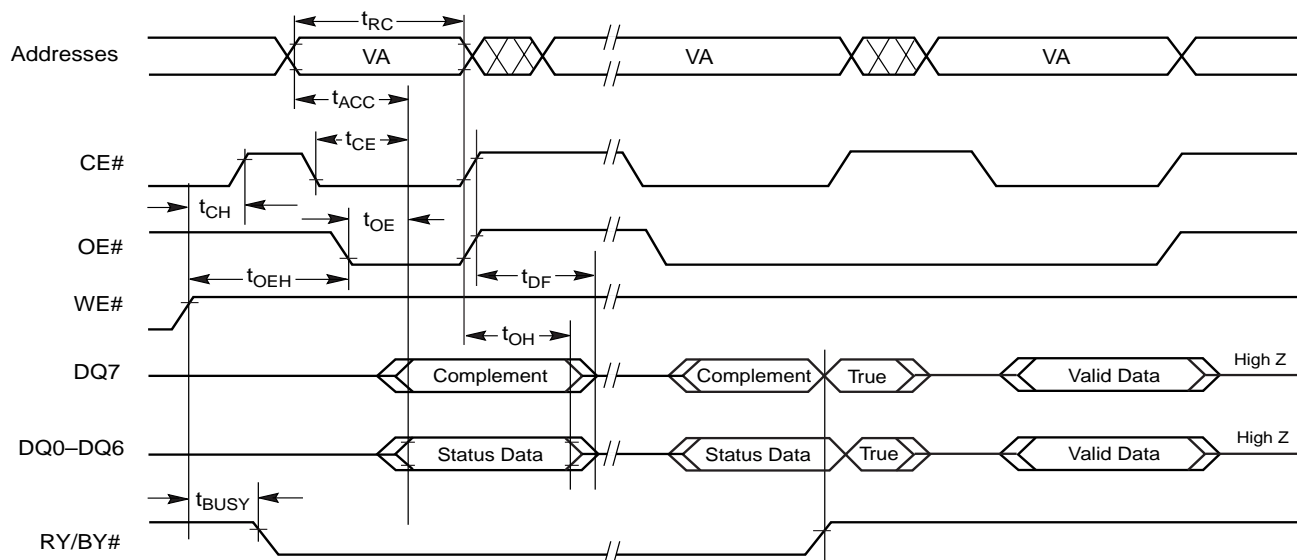 tRC
Addresses VA VA VA
tACC
tCE
CE#
tCH tOE
OE#
tOEH tDF
WE#
tOH
DQ7 Complement Complement True Valid Data High Z
DQ0–DQ6 Status Data Status Data True Valid Data High Z
tBUSY
RY/BY#